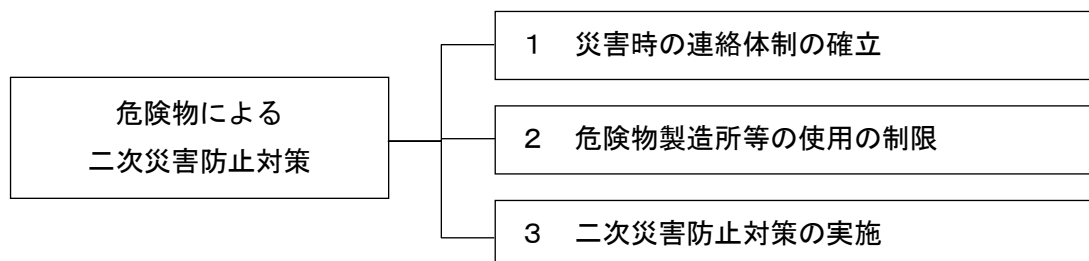 危険物による
二次災害防止対策
１　災害時の連絡体制の確立
２　危険物製造所等の使用の制限
３　二次災害防止対策の実施